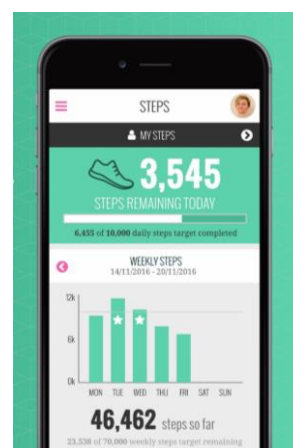 STEPS
MY STEPS
3,545
STEPS REMAINING TODAY
6,455 of 10,000 daily steps target completed
WEEKLY STEPS
14/11/2016 - 20/11/2016
12k
6k
0k
MON TUE WED THU FRI SAT SUN
46,462 steps so far
23,538 of 70,000 weekly steps target remaining